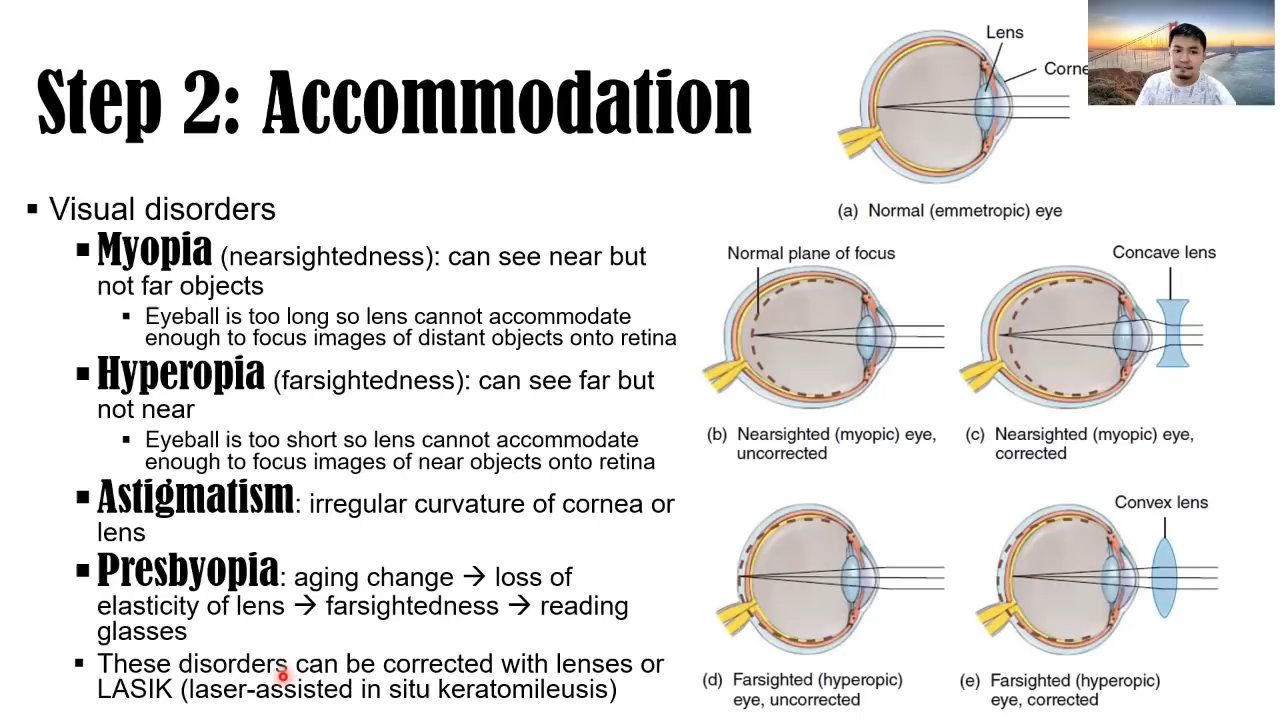 Step 2: Accommodation
▪ Visual disorders
▪ Myopia (nearsightedness): can see near but
not far objects
▪ Eyeball is too long so lens cannot accommodate
enough to focus images of distant objects onto retina
▪ Hyperopia (farsightedness): can see far but
not near
▪ Eyeball is too short so lens cannot accommodate
enough to focus images of near objects onto retina
▪ Astigmatism: irregular curvature of cornea or
lens
▪ Presbyopia: aging change → loss of
elasticity of lens → farsightedness → reading
glasses
▪ These disorders can be corrected with lenses or
LASIK (laser-assisted in situ keratomileusis)
Lens
Corne
(a) Normal (emmetropic) eye
Normal plane of focus
(b) Nearsighted (myopic) eye,
uncorrected
Concave lens
(c) Nearsighted (myopic) eye,
corrected
(d) Farsighted (hyperopic)
eye, uncorrected
Convex lens
(e) Farsighted (hyperopic)
eye, corrected